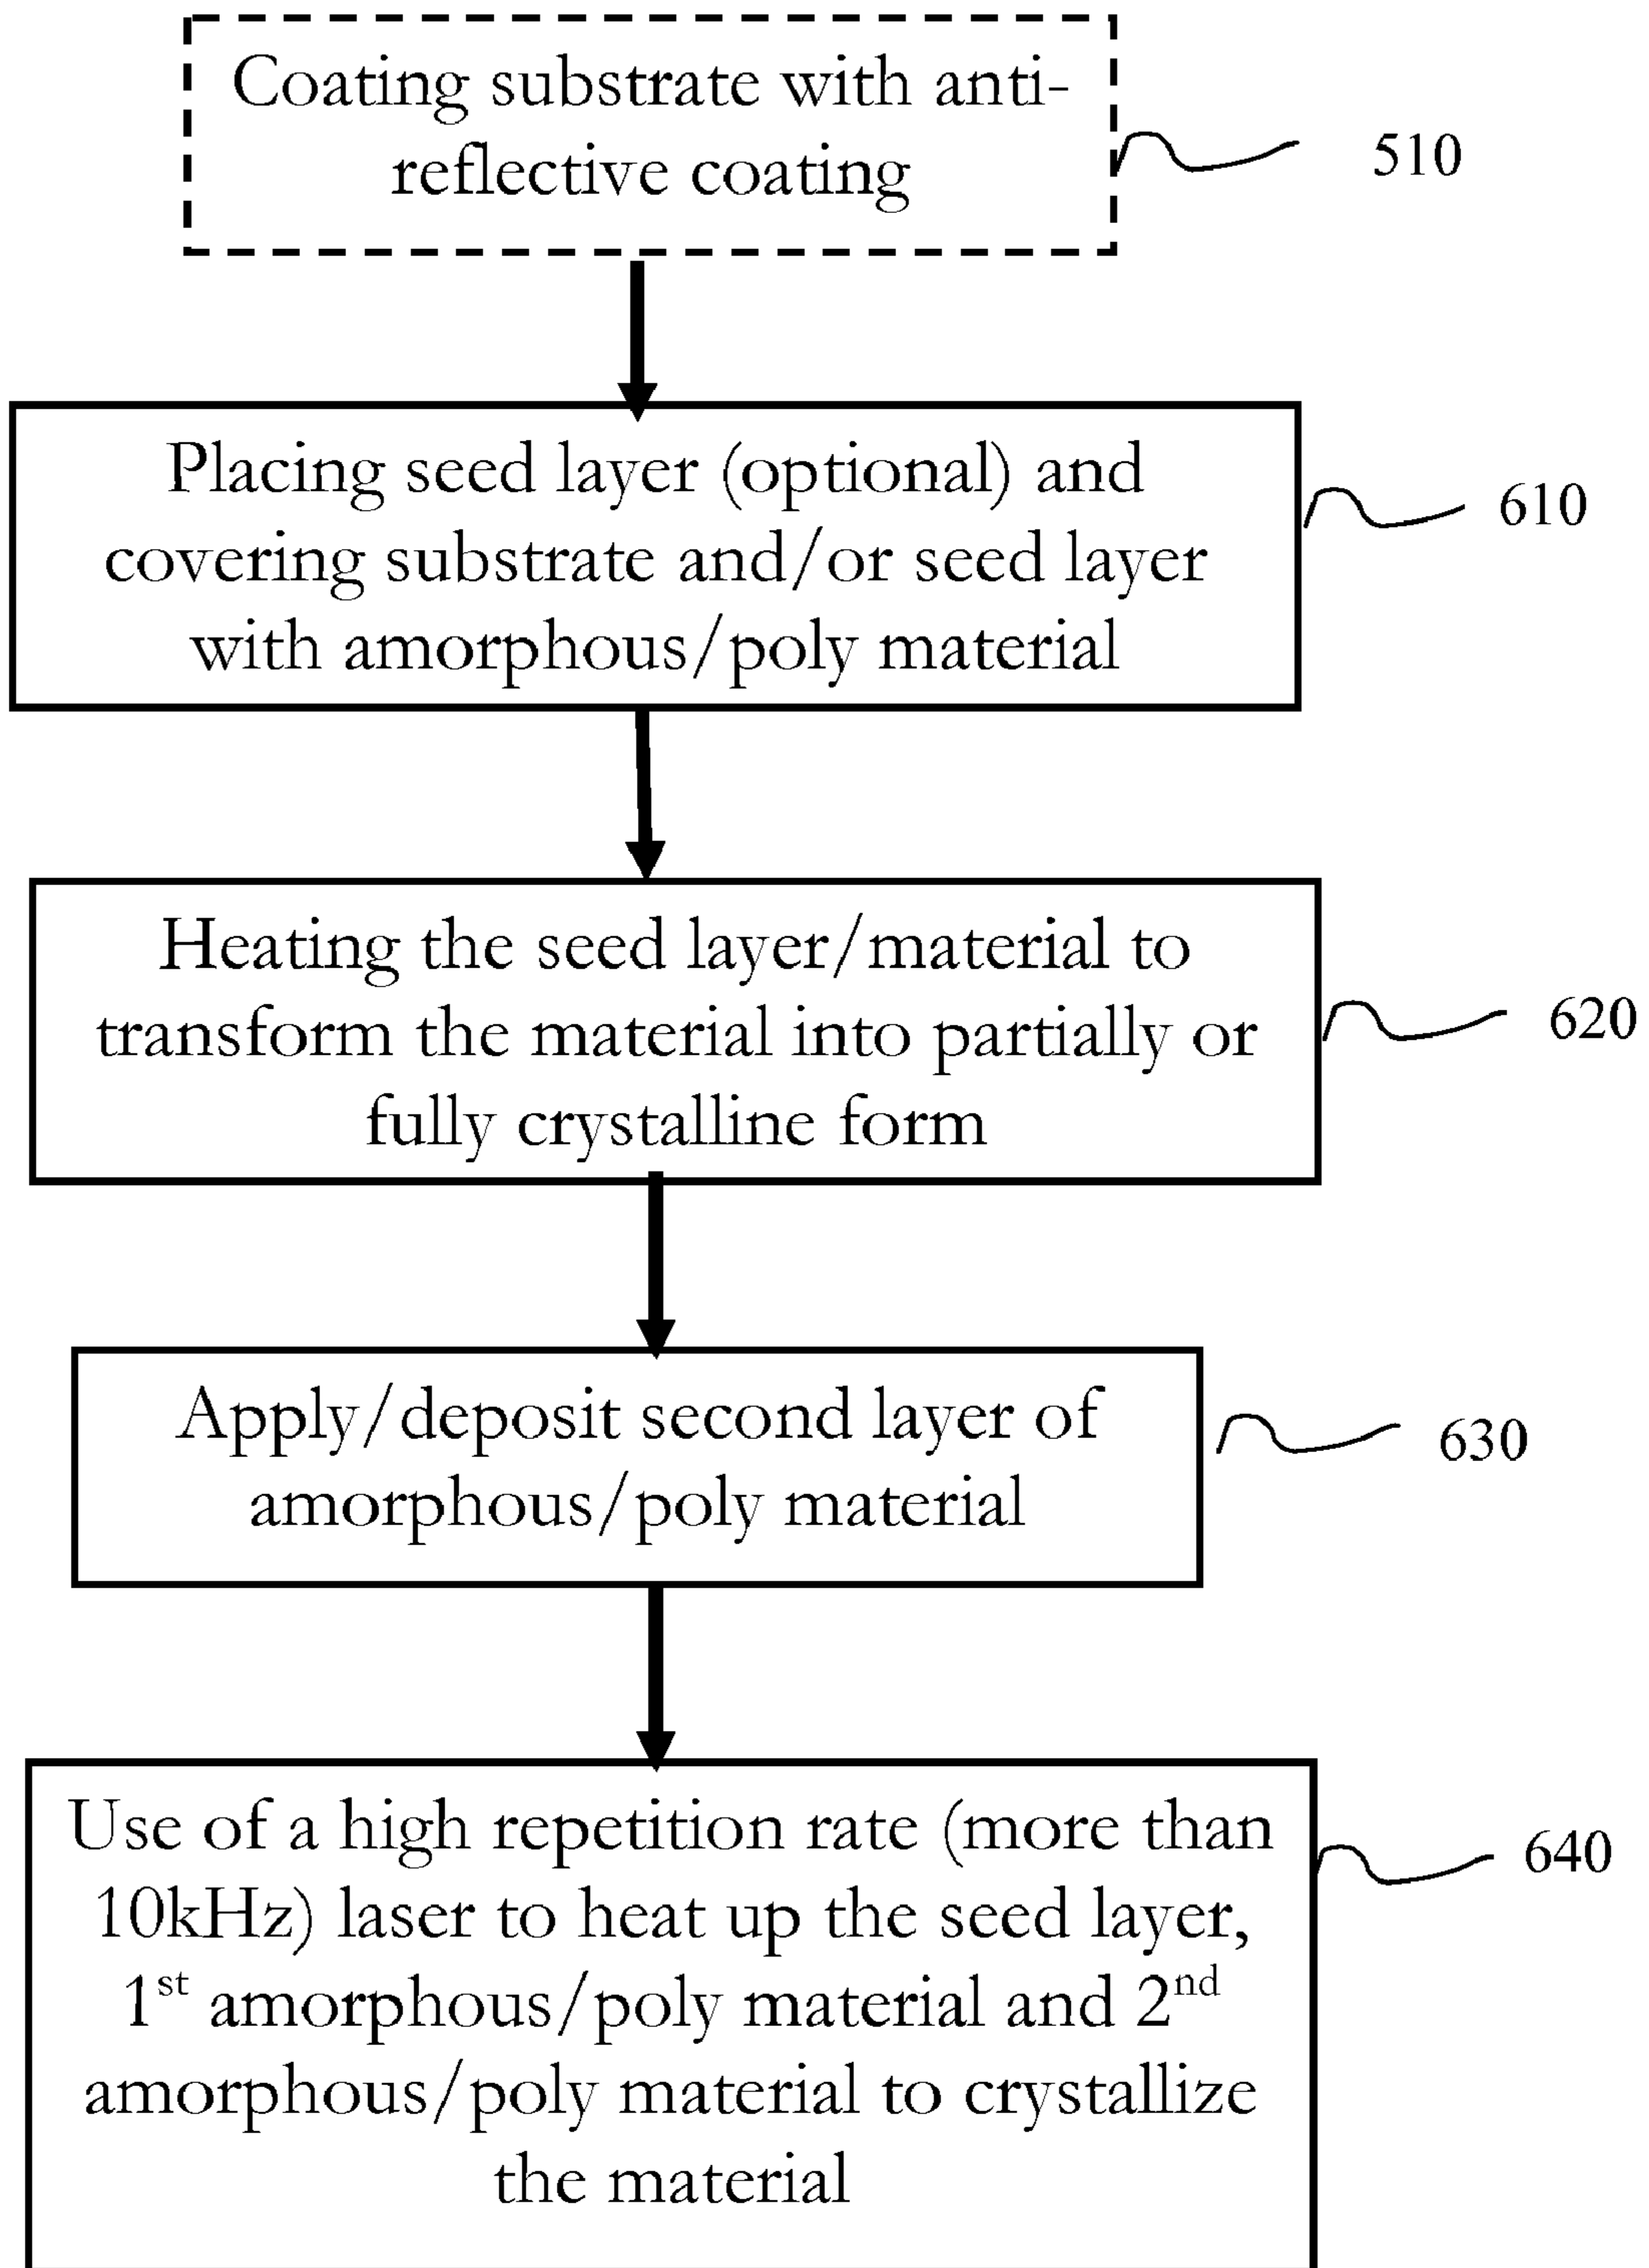 Coating substrate with anti-
reflective coating
510
Placing seed layer (optional) and
covering substrate and/or seed layer
with amorphous/poly material
610
Heating the seed layer/material to
transform the material into partially or
fully crystalline form
620
Apply/deposit second layer of
amorphous/poly material
630
Use of a high repetition rate (more than
10kHz) laser to heat up the seed layer,
1st amorphous/poly material and 2nd
amorphous/poly material to crystallize
the material
640